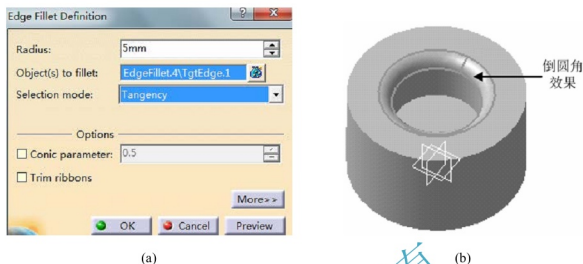 Edge Fillet Definition
Radius: 5mm
Object(s) to fillet: EdgeFillet.4\TgtEdge.1
Selection mode: Tangency
Options
Conic parameter: 0.5
Trim ribbons
More>>
OK Cancel Preview
倒圆角
效果
(a) (b)